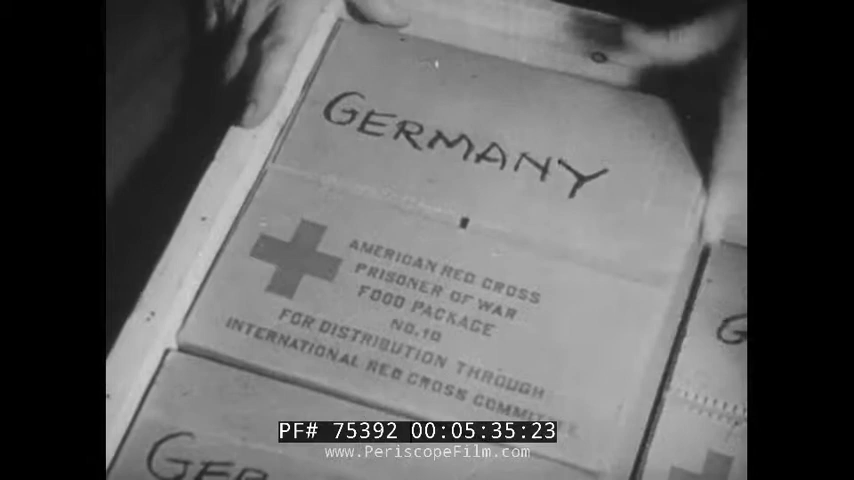 GERMANY
AMERICAN RED CROSS
PRISONER OF WAR
FOOD PACKAGE
NO. 10
FOR DISTRIBUTION THROUGH
INTERNATIONAL RED CROSS COMMITTEE
G
GER
PF# 75392 00:05:35:23
www.PeriscopeFilm.com